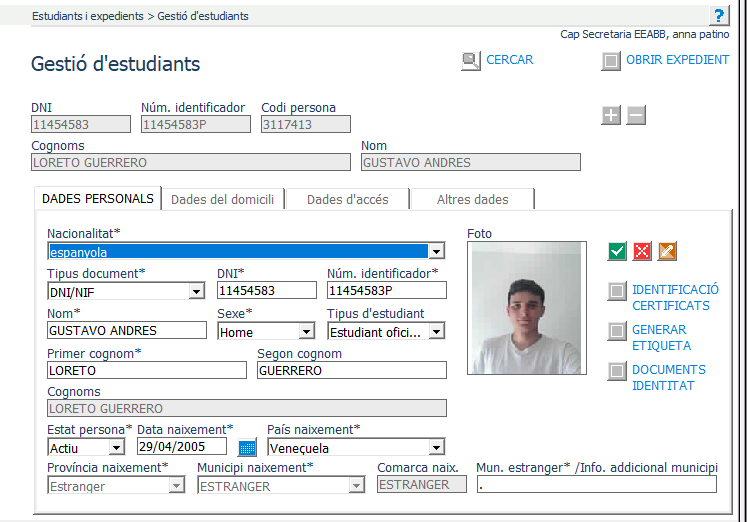 Estudiants i expedients > Gestió d'estudiants
?
Cap Secretaria EEABB, anna patino
Gestió d'estudiants
CERCAR
OBRIR EXPEDIENT
DNI Núm. identificador Codi persona
11454583 11454583P 3117413
Cognoms Nom
LORETO GUERRERO GUSTAVO ANDRES
DADES PERSONALS Dades del domicili Dades d'accés Altres dades
Nacionalitat* Foto
espanyola
Tipus document* DNI* Núm. identificador*
DNI/NIF 11454583 11454583P
IDENTIFICACIÓ
CERTIFICATS
Nom* Sexe* Tipus d'estudiant
GUSTAVO ANDRES Home Estudiant ofici...
GENERAR
ETIQUETA
Primer cognom* Segon cognom
LORETO GUERRERO
DOCUMENTS
IDENTITAT
Cognoms
LORETO GUERRERO
Estat persona* Data naixement* País naixement*
Actiu 29/04/2005 Veneçuela
Província naixement* Municipi naixement* Comarca naix. Mun. estranger* /Info. addicional municipi
Estranger ESTRANGER ESTRANGER .